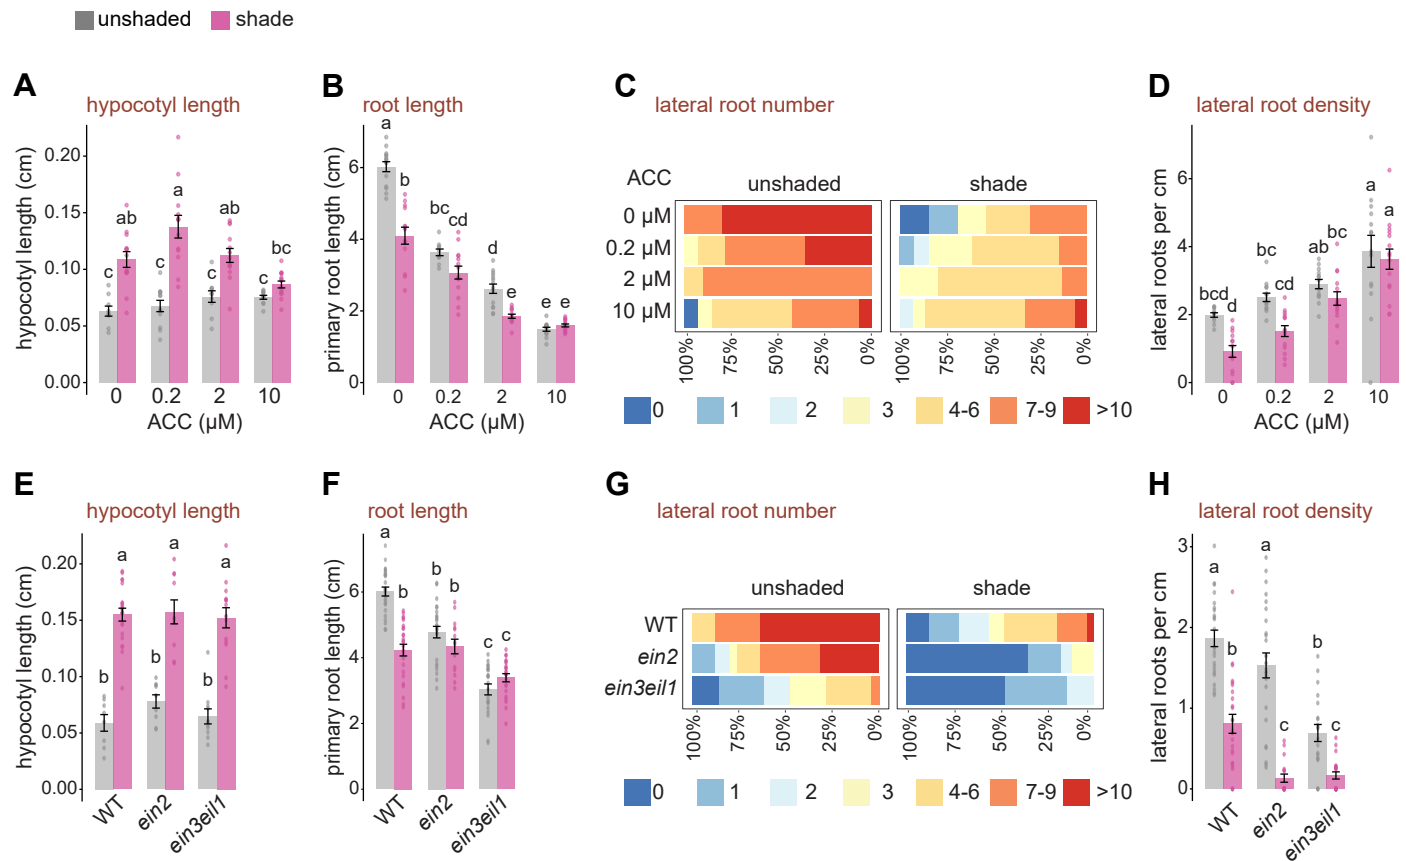 unshaded shade
A
hypocotyl length
hypocotyl length (cm)
0.20
0.15
0.10
0.05
0.00
c ab c a c ab c bc
0 0.2 2 10
ACC (µM)
B
root length
primary root length (cm)
6
4
2
0
a b bc cd d e e e
0 0.2 2 10
ACC (µM)
C
lateral root number
ACC unshaded shade
0 µM
0.2 µM
2 µM
10 µM
100% 75% 50% 25% 0% 100% 75% 50% 25% 0%
0 1 2 3 4-6 7-9 >10
D
lateral root density
lateral roots per cm
6
4
2
0
bcd d bc cd ab bc a a
0 0.2 2 10
ACC (µM)
E
hypocotyl length
hypocotyl length (cm)
0.20
0.15
0.10
0.05
0.00
b a b a b a
WT ein2 ein3eil1
F
root length
primary root length (cm)
6
4
2
0
a b b b c c
WT ein2 ein3eil1
G
lateral root number
unshaded shade
WT
ein2
ein3eil1
100% 75% 50% 25% 0% 100% 75% 50% 25% 0%
0 1 2 3 4-6 7-9 >10
H
lateral root density
lateral roots per cm
3
2
1
0
a b a c b c
WT ein2 ein3eil1